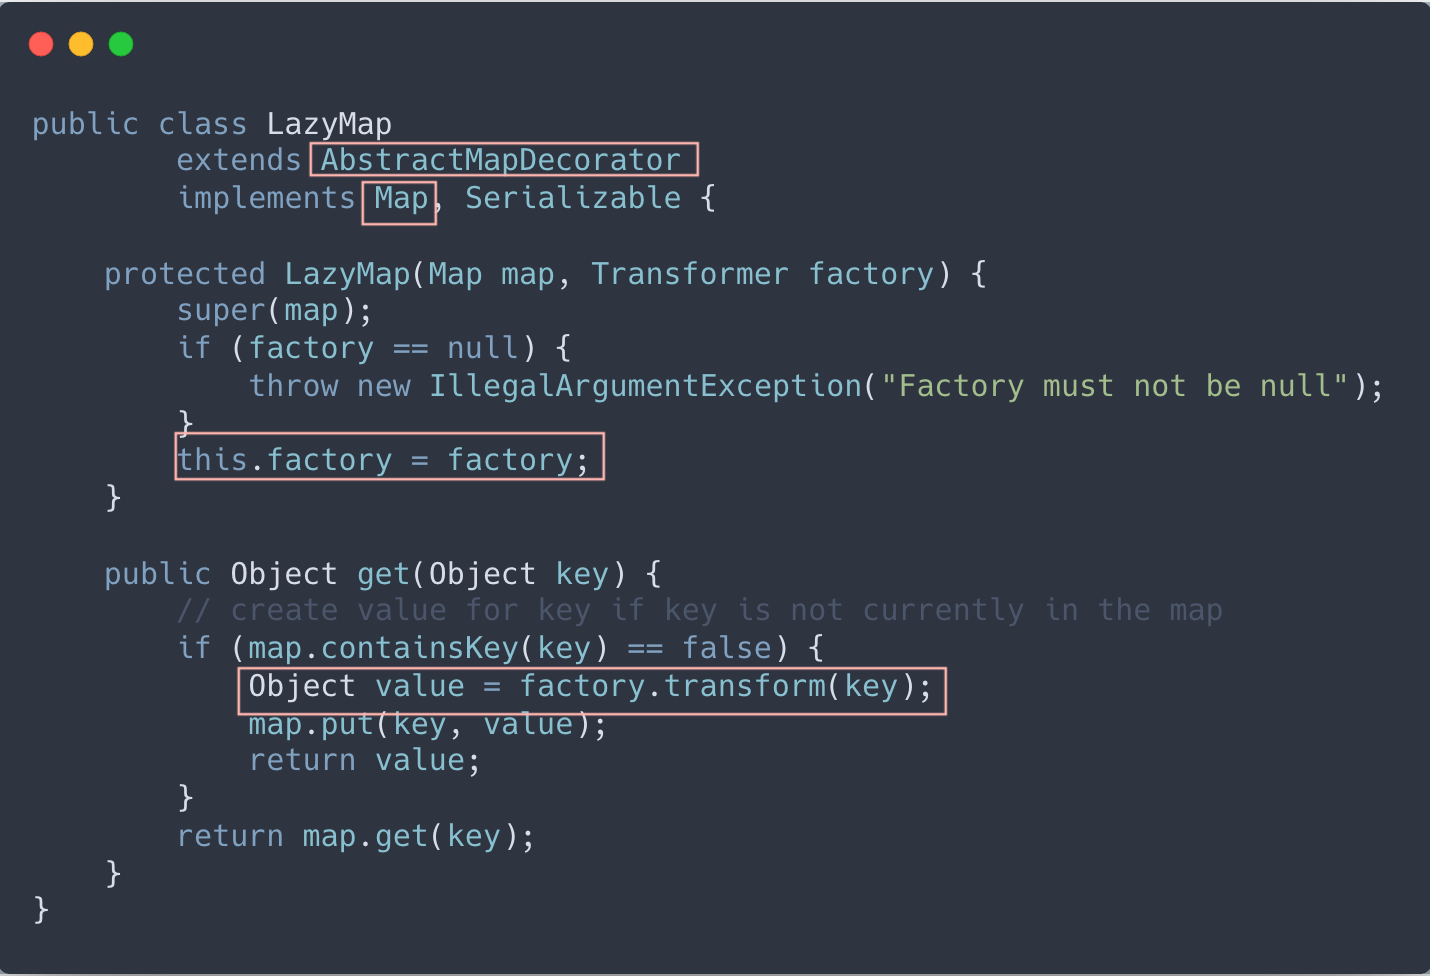 public class LazyMap
        extends AbstractMapDecorator
        implements Map, Serializable {

    protected LazyMap(Map map, Transformer factory) {
        super(map);
        if (factory == null) {
            throw new IllegalArgumentException("Factory must not be null");
        }
        this.factory = factory;
    }

    public Object get(Object key) {
        // create value for key if key is not currently in the map
        if (map.containsKey(key) == false) {
            Object value = factory.transform(key);
            map.put(key, value);
            return value;
        }
        return map.get(key);
    }
}